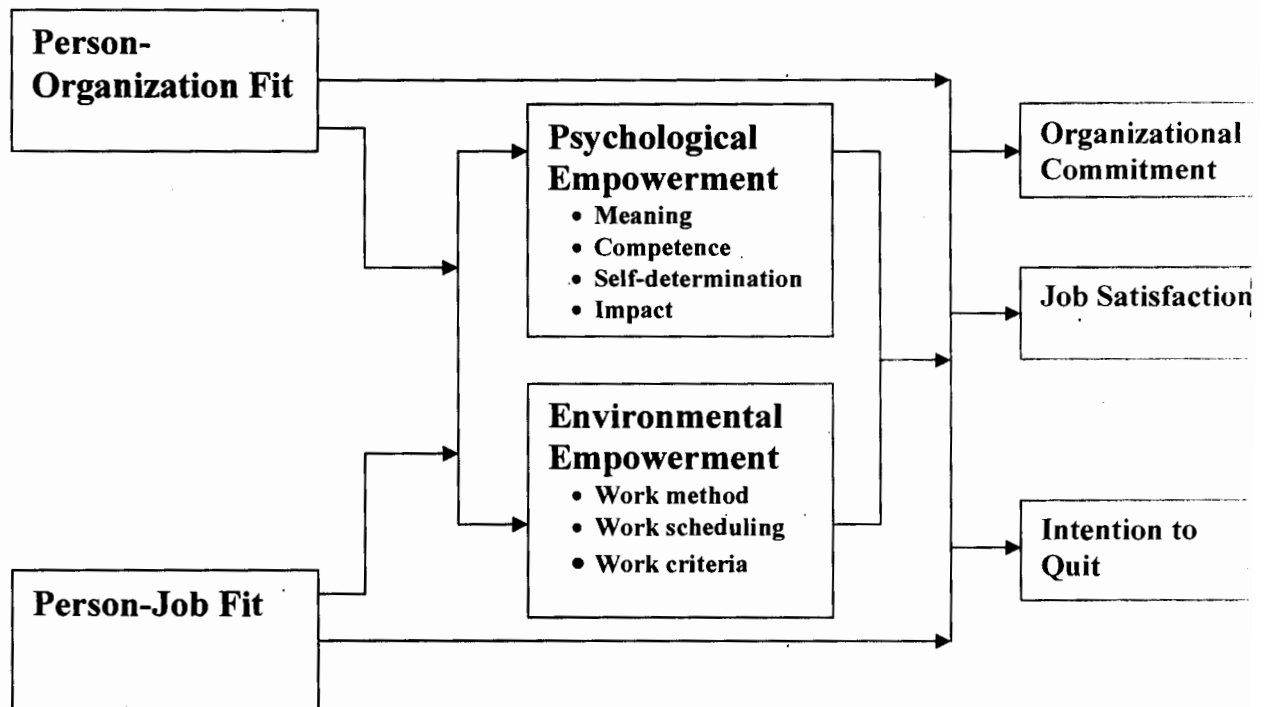 Person-
Organization Fit
Psychological
Empowerment
• Meaning
• Competence
• Self-determination
• Impact
Environmental
Empowerment
• Work method
• Work scheduling
• Work criteria
Person-Job Fit
Organizational
Commitment
Job Satisfaction
Intention to
Quit